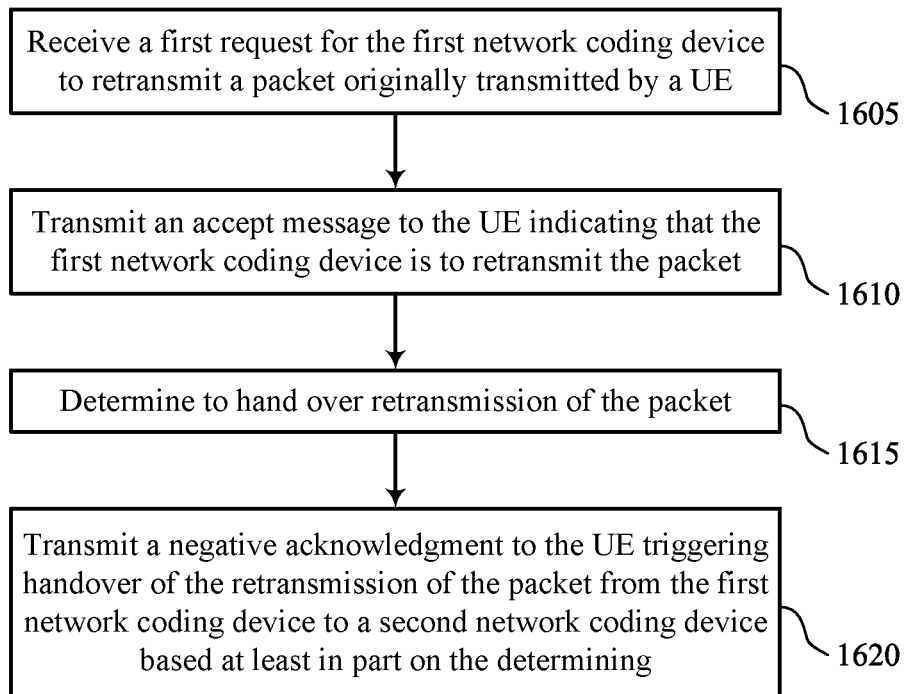 Receive a first request for the first network coding device
to retransmit a packet originally transmitted by a UE
1605
Transmit an accept message to the UE indicating that the
first network coding device is to retransmit the packet
1610
Determine to hand over retransmission of the packet
1615
Transmit a negative acknowledgment to the UE triggering
handover of the retransmission of the packet from the first
network coding device to a second network coding device
based at least in part on the determining
1620